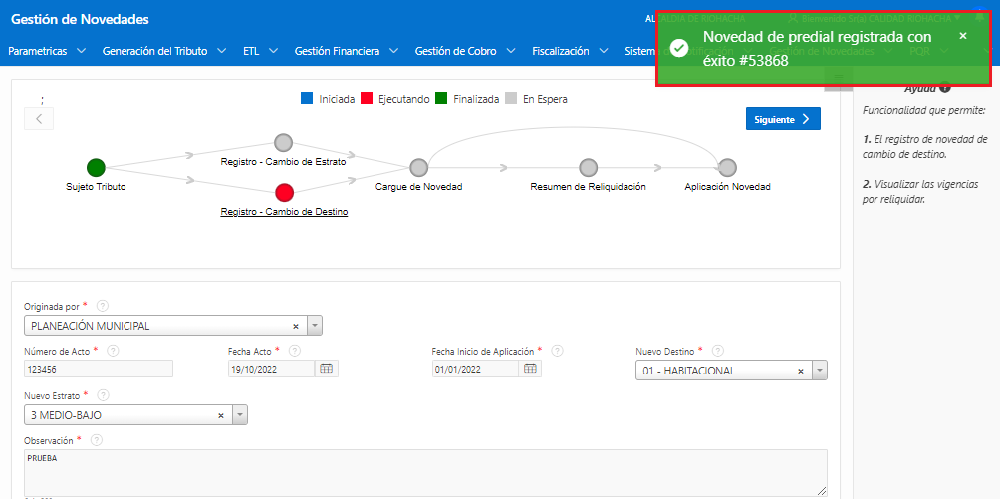 Gestión de Novedades
ALCALDIA DE RIOHACHA
Bienvenido Sr(a) CALIDAD RIOHACHA
Novedad de predial registrada con
éxito #53868
×
Parametricas
Generación del Tributo
ETL
Gestión Financiera
Gestión de Cobro
Fiscalización
Gestión de Novedades
PQR
;
Iniciada
Ejecutando
Finalizada
En Espera
Siguiente
Sujeto Tributo
Registro - Cambio de Estrato
Registro - Cambio de Destino
Cargue de Novedad
Resumen de Reliquidación
Aplicación Novedad
Ayuda ?
Funcionalidad que permite:
1. El registro de novedad de
cambio de destino.
2. Visualizar las vigencias
por reliquidar.
Originada por * ?
PLANEACIÓN MUNICIPAL ×
Número de Acto * ?
Fecha Acto * ?
Fecha Inicio de Aplicación * ?
Nuevo Destino * ?
123456
19/10/2022
01/01/2022
01 - HABITACIONAL ×
Nuevo Estrato * ?
3 MEDIO-BAJO ×
Observación * ?
PRUEBA